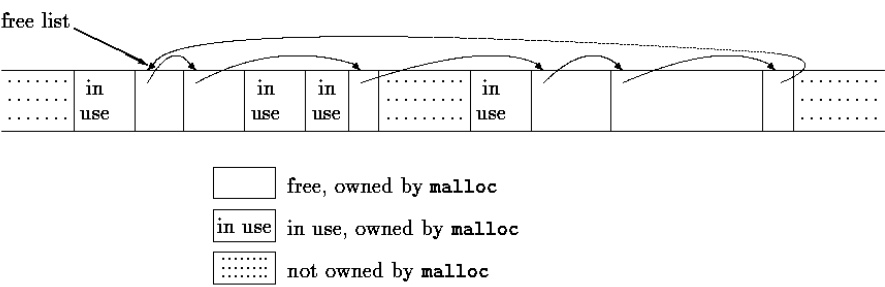 free list
in in in in
use use use use
free, owned by malloc
in use in use, owned by malloc
not owned by malloc